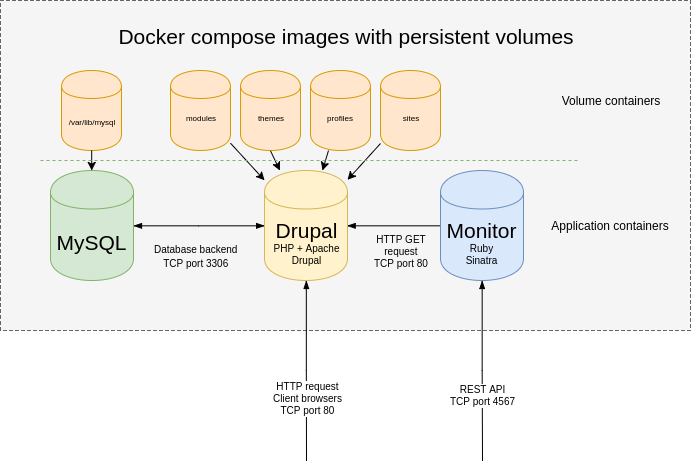 Docker compose images with persistent volumes
/var/lib/mysql
modules
themes
profiles
sites
Volume containers
MySQL
Database backend
TCP port 3306
Drupal
PHP + Apache
Drupal
HTTP GET
request
TCP port 80
Monitor
Ruby
Sinatra
Application containers
HTTP request
Client browsers
TCP port 80
REST API
TCP port 4567